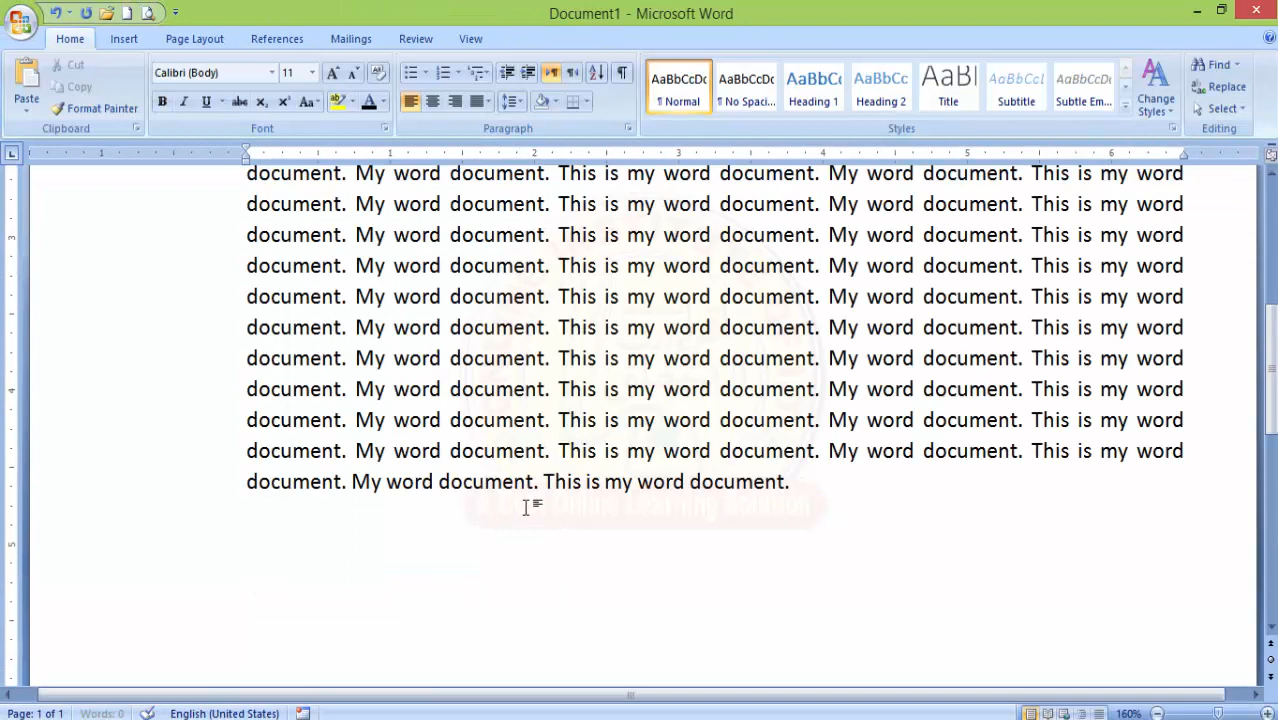 Document1 - Microsoft Word
Home Insert Page Layout References Mailings Review View
Paste
Cut
Copy
Format Painter
Clipboard
Calibri (Body) 11
Font
Paragraph
AaBbCcDc AaBbCcDc AaBbC AaBbCc AaBl AaBbCcl AaBbCcDc
¶ Normal ¶ No Spaci... Heading 1 Heading 2 Title Subtitle Subtle Em...
Styles
Change
Styles
Find
Replace
Select
Editing
1 1 2 3 4 5 6
document. My word document. This is my word document. My word document. This is my word
document. My word document. This is my word document. My word document. This is my word
document. My word document. This is my word document. My word document. This is my word
document. My word document. This is my word document. My word document. This is my word
document. My word document. This is my word document. My word document. This is my word
document. My word document. This is my word document. My word document. This is my word
document. My word document. This is my word document. My word document. This is my word
document. My word document. This is my word document. My word document. This is my word
document. My word document. This is my word document. My word document. This is my word
document. My word document. This is my word document. My word document. This is my word
document. My word document. This is my word document.
Page: 1 of 1 Words: 0 English (United States) 160%